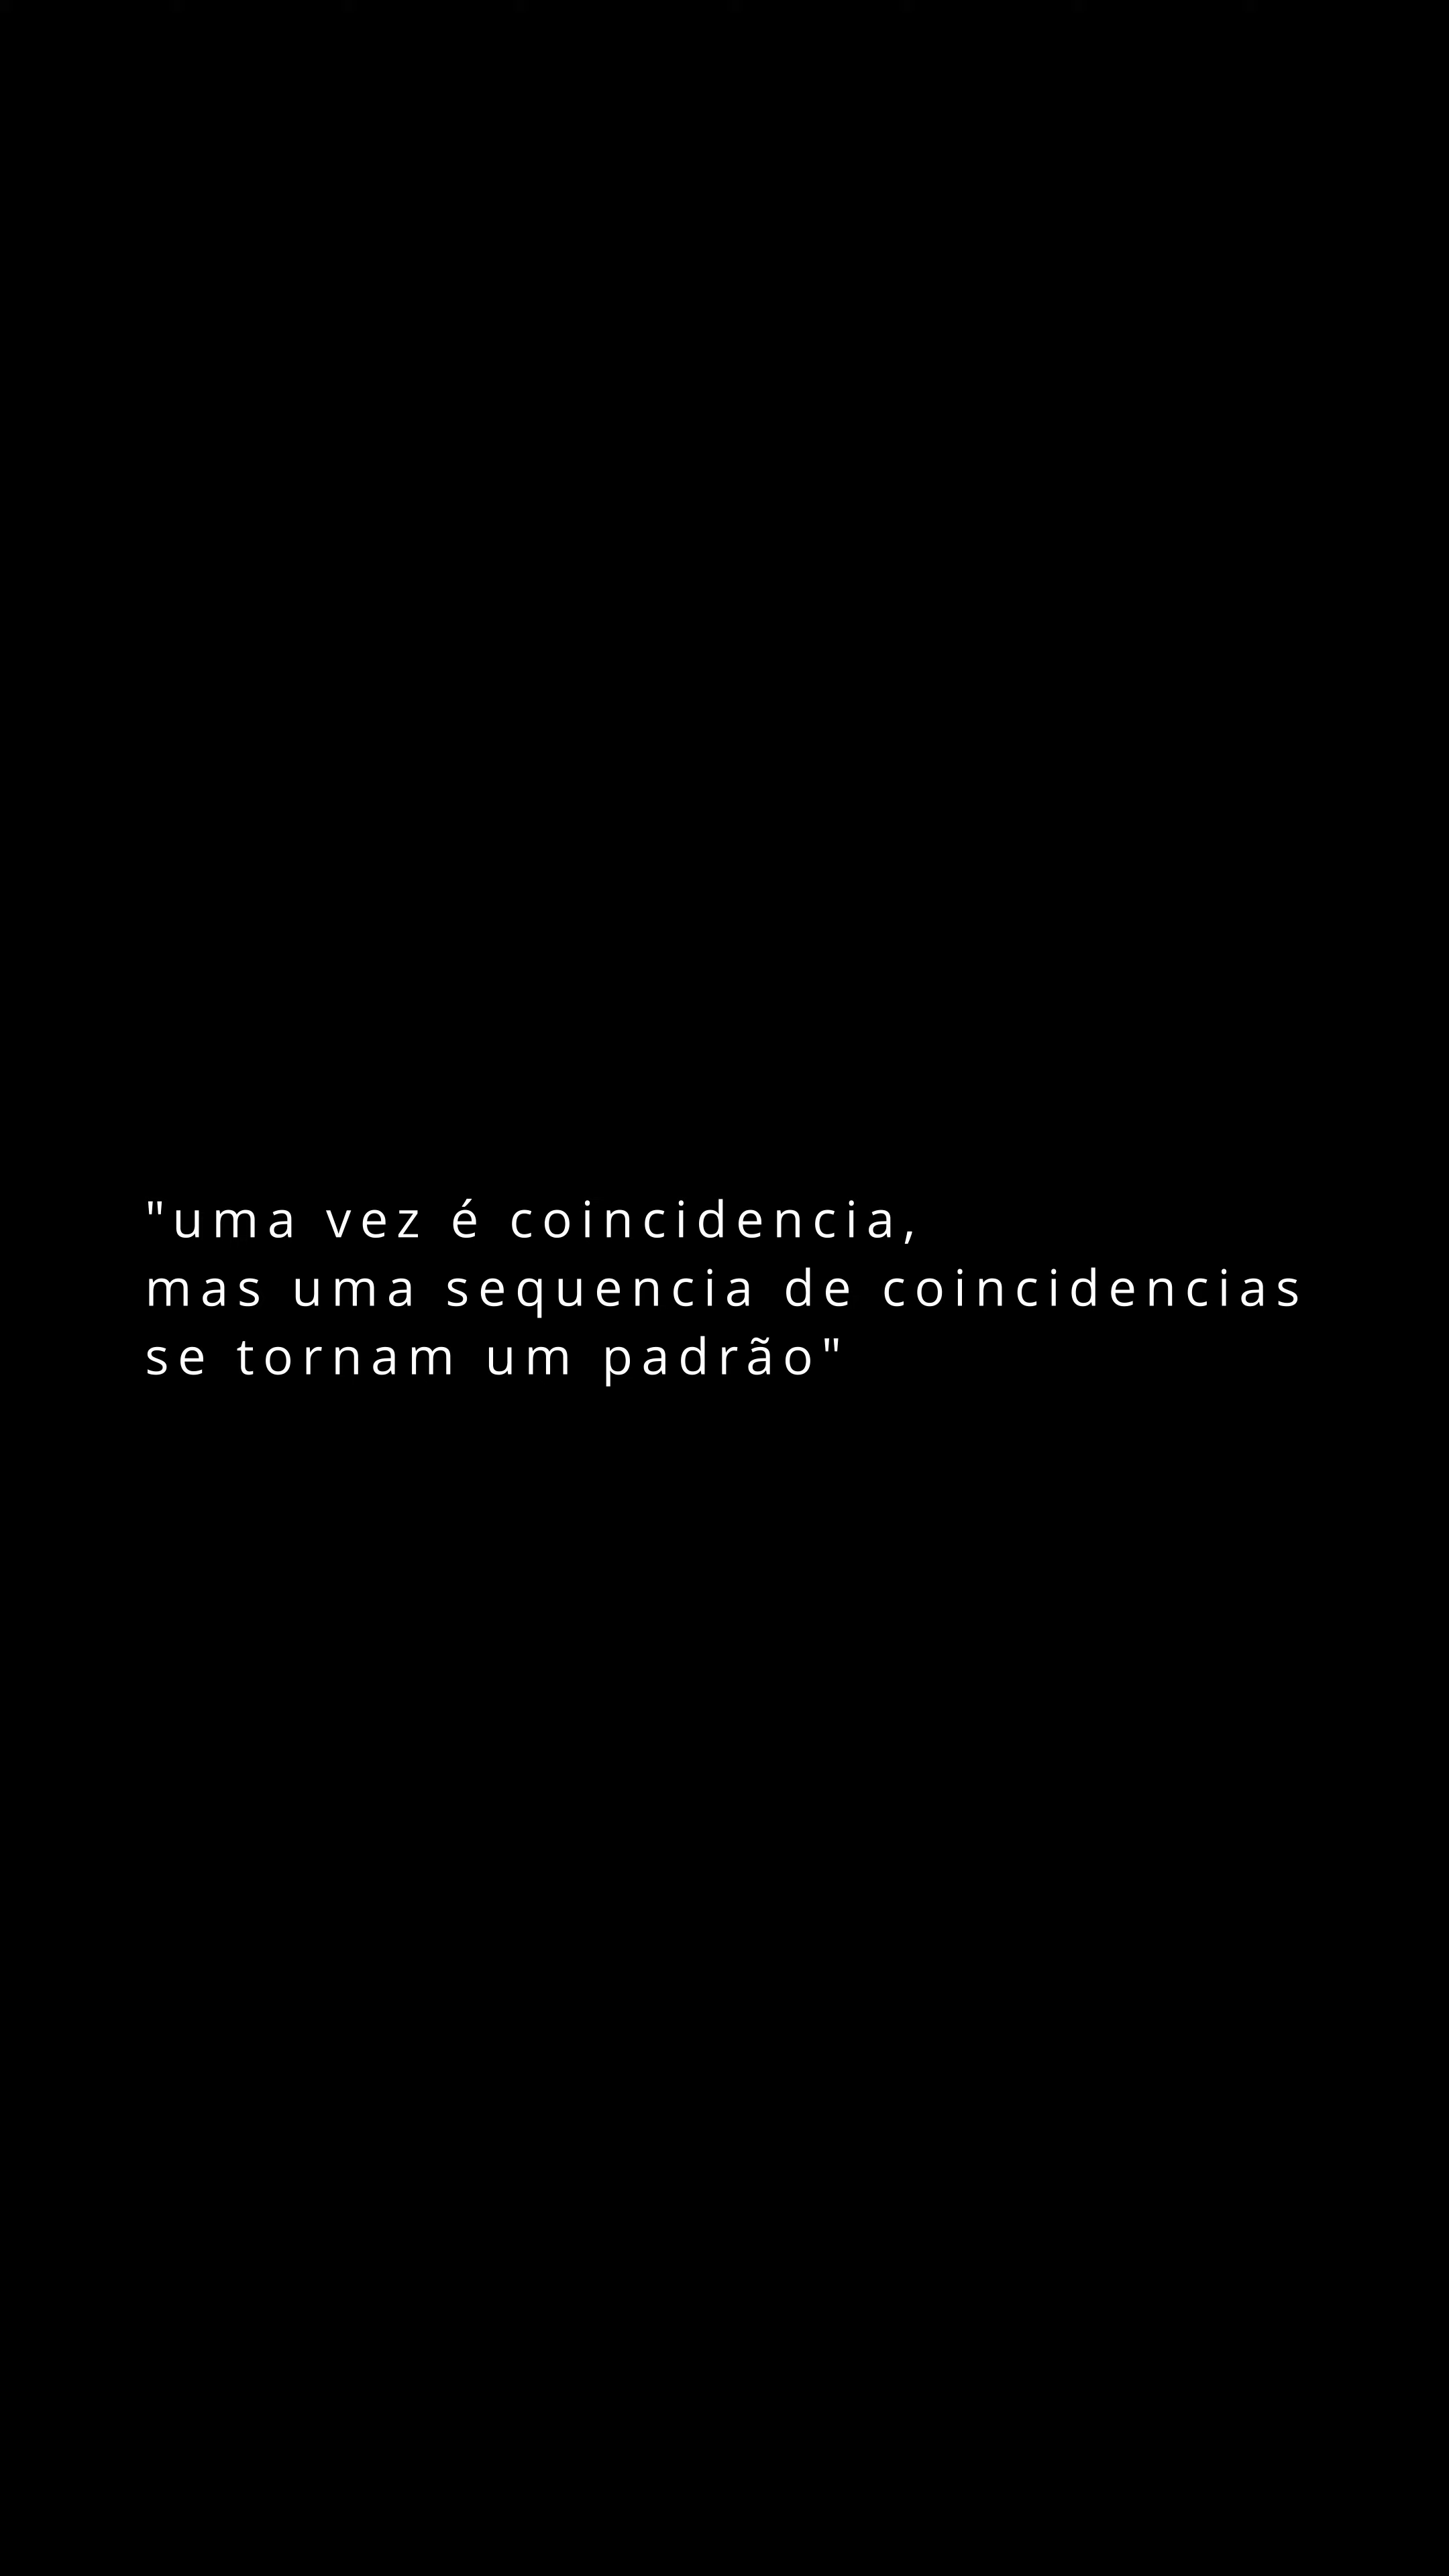 "uma vez é coincidencia,
mas uma sequencia de coincidencias
se tornam um padrão"